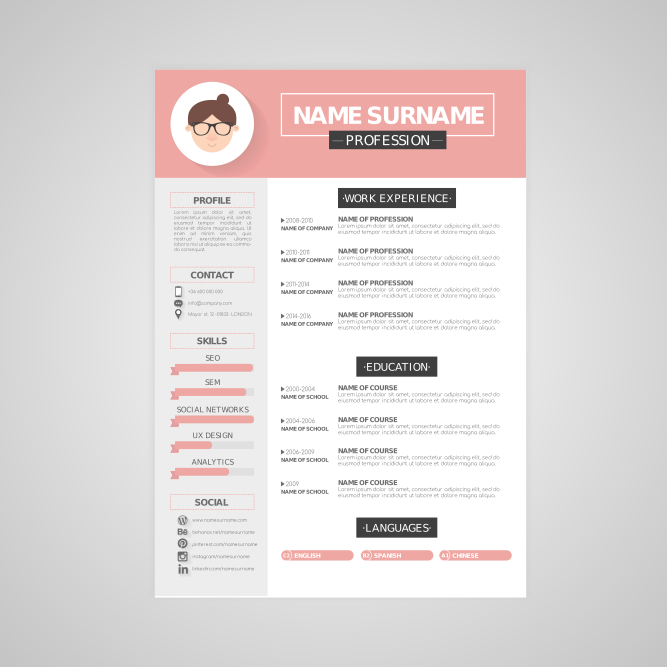 NAME SURNAME
PROFESSION
PROFILE
Lorem ipsum dolor sit amet,
consectetur adipiscing elit, sed do
eiusmod tempor incididunt ut
labore et dolore magna aliqua. Ut
enim ad minim veniam, quis
nostrud exercitation ullamco
laboris nisi ut aliquip ex ea commo-
do consequat.
CONTACT
info@company.com
LONDON
SKILLS
SEO
SEM
SOCIAL NETWORKS
UX DESIGN
ANALYTICS
SOCIAL
www.namesurname.com
behance.net/namesurname
pinterest.com/namesurname
instagram/namesurname
linkedin.com/namesurname
WORK EXPERIENCE
2008-2010
NAME OF COMPANY
NAME OF PROFESSION
Lorem ipsum dolor sit amet, consectetur adipiscing elit, sed do
eiusmod tempor incididunt ut labore et dolore magna aliqua.
2010-2011
NAME OF COMPANY
NAME OF PROFESSION
Lorem ipsum dolor sit amet, consectetur adipiscing elit, sed do
eiusmod tempor incididunt ut labore et dolore magna aliqua.
2011-2014
NAME OF COMPANY
NAME OF PROFESSION
Lorem ipsum dolor sit amet, consectetur adipiscing elit, sed do
eiusmod tempor incididunt ut labore et dolore magna aliqua.
2014-2016
NAME OF COMPANY
NAME OF PROFESSION
Lorem ipsum dolor sit amet, consectetur adipiscing elit, sed do
eiusmod tempor incididunt ut labore et dolore magna aliqua.
EDUCATION
2000-2004
NAME OF SCHOOL
NAME OF COURSE
Lorem ipsum dolor sit amet, consectetur adipiscing elit, sed do
eiusmod tempor incididunt ut labore et dolore magna aliqua.
2004-2006
NAME OF SCHOOL
NAME OF COURSE
Lorem ipsum dolor sit amet, consectetur adipiscing elit, sed do
eiusmod tempor incididunt ut labore et dolore magna aliqua.
2006-2009
NAME OF SCHOOL
NAME OF COURSE
Lorem ipsum dolor sit amet, consectetur adipiscing elit, sed do
eiusmod tempor incididunt ut labore et dolore magna aliqua.
2009
NAME OF SCHOOL
NAME OF COURSE
Lorem ipsum dolor sit amet, consectetur adipiscing elit, sed do
eiusmod tempor incididunt ut labore et dolore magna aliqua.
LANGUAGES
C2 ENGLISH
SPANISH
CHINESE